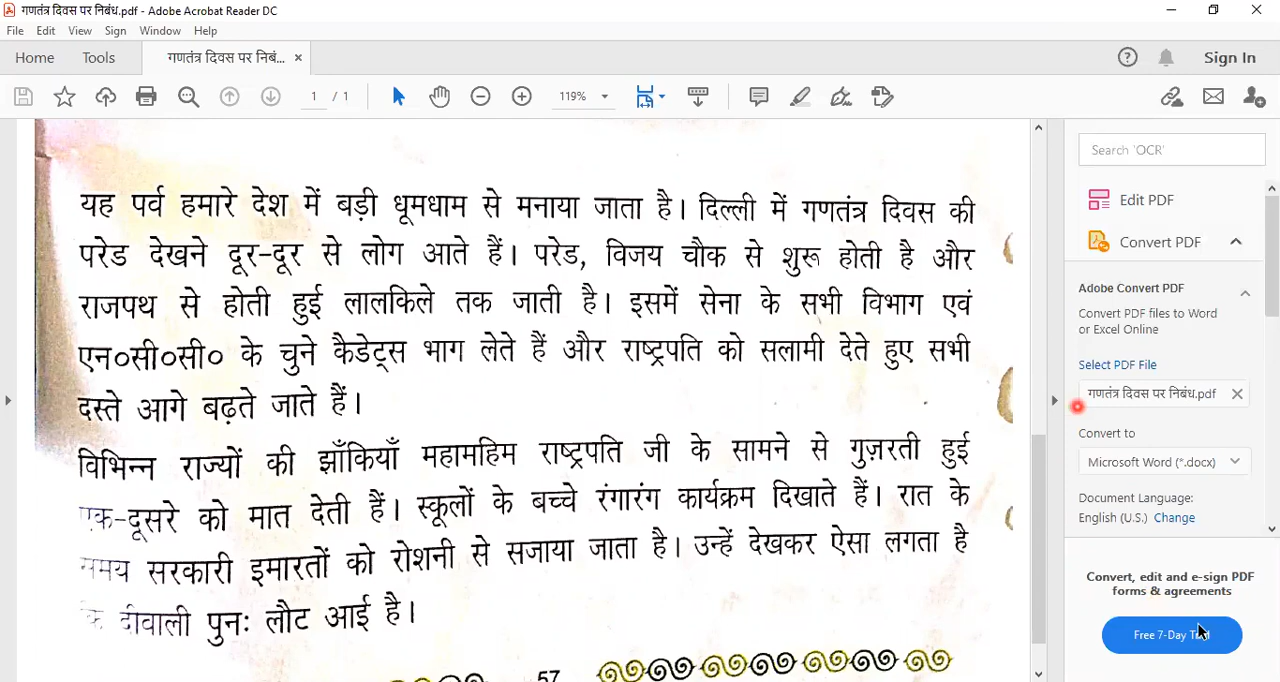 गणतंत्र दिवस पर निबंध.pdf - Adobe Acrobat Reader DC
File Edit View Sign Window Help
Home Tools गणतंत्र दिवस पर निबं... ×
Sign In
1 / 1 119%
यह पर्व हमारे देश में बड़ी धूमधाम से मनाया जाता है। दिल्ली में गणतंत्र दिवस की
परेड देखने दूर-दूर से लोग आते हैं। परेड, विजय चौक से शुरू होती है और
राजपथ से होती हुई लालकिले तक जाती है। इसमें सेना के सभी विभाग एवं
एन०सी०सी० के चुने कैडेट्स भाग लेते हैं और राष्ट्रपति को सलामी देते हुए सभी
दस्ते आगे बढ़ते जाते हैं।
विभिन्न राज्यों की झाँकियाँ महामहिम राष्ट्रपति जी के सामने से गुज़रती हुई
एक-दूसरे को मात देती हैं। स्कूलों के बच्चे रंगारंग कार्यक्रम दिखाते हैं। रात के
समय सरकारी इमारतों को रोशनी से सजाया जाता है। उन्हें देखकर ऐसा लगता है
कि दीवाली पुनः लौट आई है।
57
Search 'OCR'
Edit PDF
Convert PDF
Adobe Convert PDF
Convert PDF files to Word
or Excel Online
Select PDF File
गणतंत्र दिवस पर निबंध.pdf
Convert to
Microsoft Word (*.docx)
Document Language:
English (U.S.) Change
Convert, edit and e-sign PDF
forms & agreements
Free 7-Day Trial